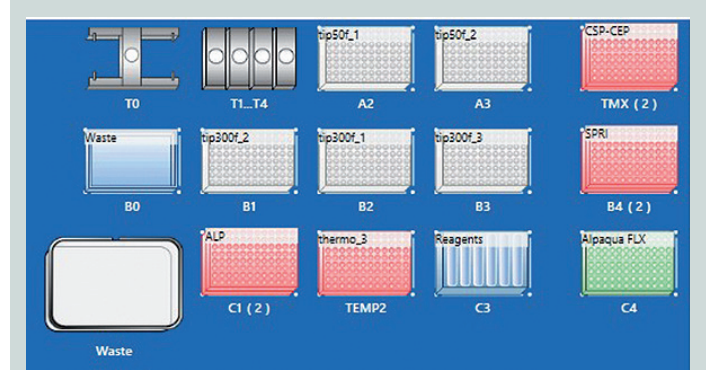 tip50f_1
tip50f_2
CSP-CEP
T0
T1...T4
A2
A3
TMX ( 2 )
Waste
tip300f_2
tip300f_1
tip300f_3
SPRI
B0
B1
B2
B3
B4 ( 2 )
ALP
thermo_3
Reagents
Alpaqua FLX
C1 ( 2 )
TEMP2
C3
C4
Waste